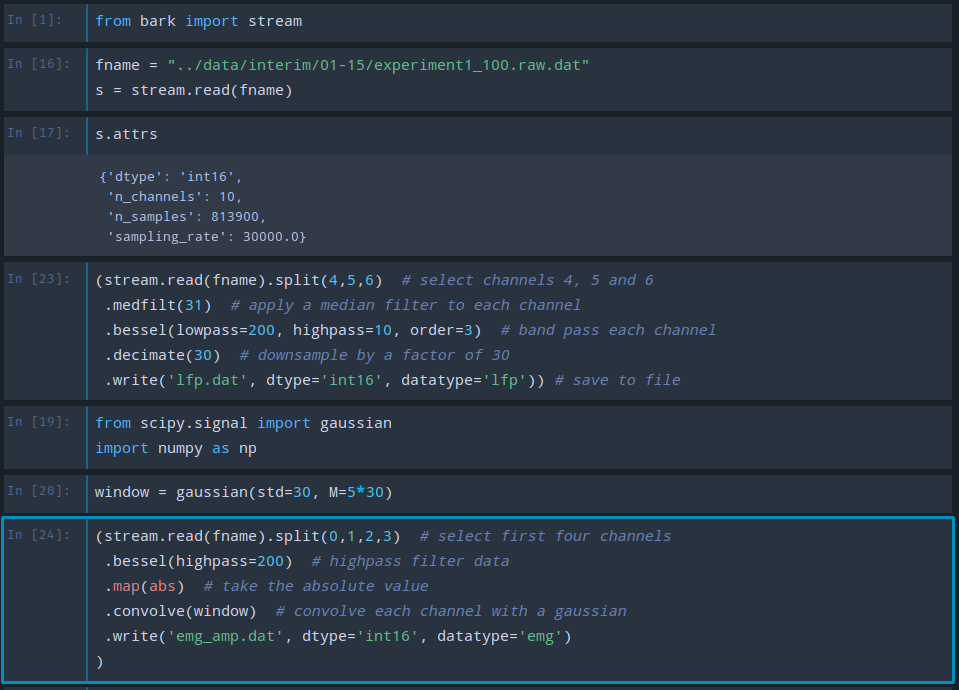 In [1]: from bark import stream
In [16]: fname = "../data/interim/01-15/experiment1_100.raw.dat"
s = stream.read(fname)
In [17]: s.attrs
{'dtype': 'int16',
'n_channels': 10,
'n_samples': 813900,
'sampling_rate': 30000.0}
In [23]: (stream.read(fname).split(4,5,6)  # select channels 4, 5 and 6
.medfilt(31)  # apply a median filter to each channel
.bessel(lowpass=200, highpass=10, order=3)  # band pass each channel
.decimate(30)  # downsample by a factor of 30
.write('lfp.dat', dtype='int16', datatype='lfp')) # save to file
In [19]: from scipy.signal import gaussian
import numpy as np
In [20]: window = gaussian(std=30, M=5*30)
In [24]: (stream.read(fname).split(0,1,2,3)  # select first four channels
.bessel(highpass=200)  # highpass filter data
.map(abs)  # take the absolute value
.convolve(window)  # convolve each channel with a gaussian
.write('emg_amp.dat', dtype='int16', datatype='emg')
)